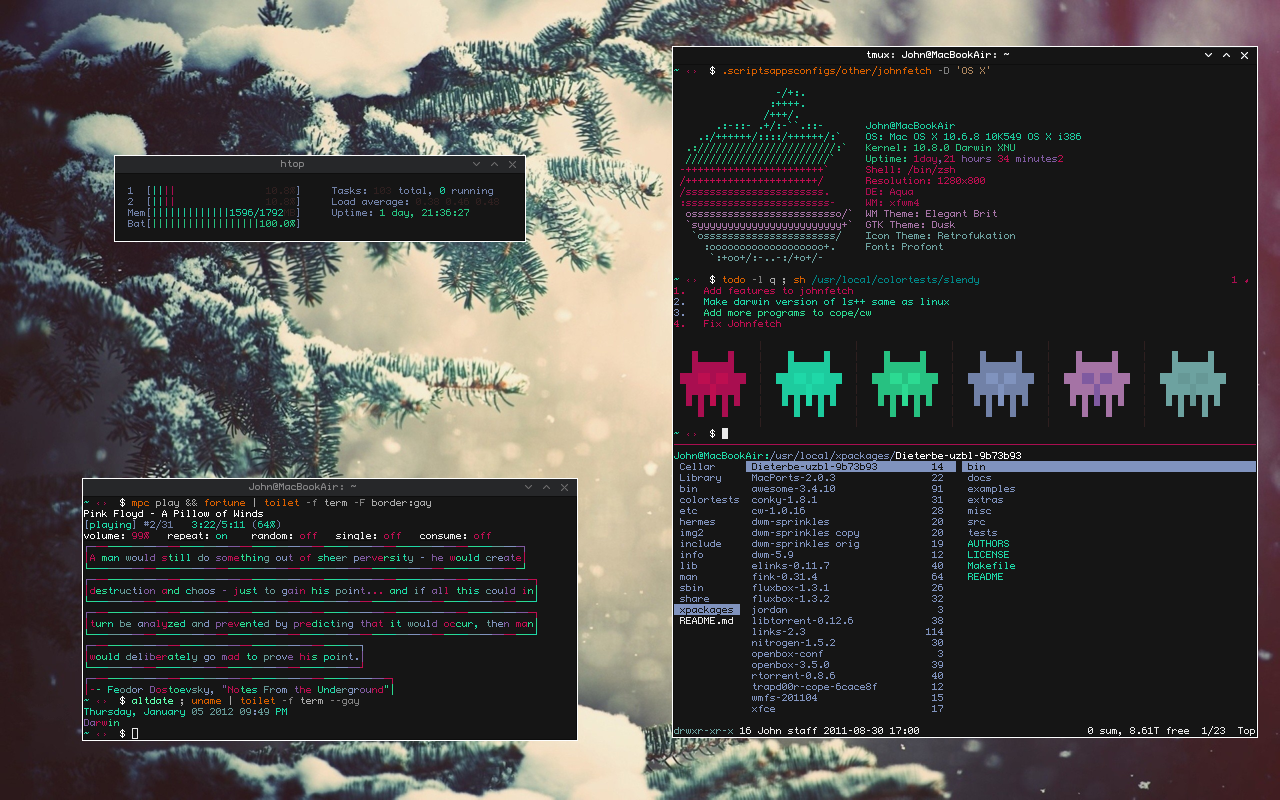 htop
1 [|||| 10.8%]
2 [||||
Mem[|||||||||||||1596/1792MB]
Bat[||||||||||||||||||100.0%]
Tasks: 103 total, 0 running
Load average:
Uptime: 1 day, 21:36:27
John@MacBookAir: ~
~ ‹› $ mpc play && fortune | toilet -f term -F border:gay
Pink Floyd - A Pillow of Winds
[playing] #2/31 3:22/5:11 (64%)
volume: 99% repeat: on random: off single: off consume: off
A man would still do something out of sheer perversity - he would create
destruction and chaos - just to gain his point... and if all this could in
turn be analyzed and prevented by predicting that it would occur, then man
would deliberately go mad to prove his point.
-- Feodor Dostoevsky, "Notes From the Underground"
~ ‹› $ altdate ; uname | toilet -f term --gay
Thursday, January 05 2012 09:49 PM
Darwin
~ ‹› $
tmux: John@MacBookAir: ~
~ ‹› $ .scriptsappsconfigs/other/johnfetch -D 'OS X'
John@MacBookAir
OS: Mac OS X 10.6.8 10K549 OS X i386
Kernel: 10.8.0 Darwin XNU
Uptime: 1day,21 hours 34 minutes2
Shell: /bin/zsh
Resolution: 1280x800
DE: Aqua
WM: xfwm4
WM Theme: Elegant Brit
GTK Theme: Dusk
Icon Theme: Retrofukation
Font: Profont
~ ‹› $ todo -l q ; sh /usr/local/colortests/slendy 1
1. Add features to johnfetch
2. Make darwin version of ls++ same as linux
3. Add more programs to cope/cw
4. Fix Johnfetch
~ ‹› $
John@MacBookAir:/usr/local/xpackages/Dieterbe-uzbl-9b73b93
Cellar Dieterbe-uzbl-9b73b93 14 bin
Library MacPorts-2.0.3 22 docs
bin awesome-3.4.10 91 examples
colortests conky-1.8.1 31 extras
etc cw-1.0.16 28 misc
hermes dwm-sprinkles 20 src
img2 dwm-sprinkles copy 20 tests
include dwm-sprinkles orig 19 AUTHORS
info dwm-5.9 12 LICENSE
lib elinks-0.11.7 40 Makefile
man fink-0.31.4 64 README
sbin fluxbox-1.3.1 26
share fluxbox-1.3.2 32
xpackages jordan 3
README.md libtorrent-0.12.6 38
links-2.3 114
nitrogen-1.5.2 30
openbox-conf 3
openbox-3.5.0 39
rtorrent-0.8.6 40
trapd00r-cope-6cace8f 12
wmfs-201104 15
xfce 17
drwxr-xr-x 16 John staff 2011-08-30 17:00 0 sum, 8.61T free 1/23 Top